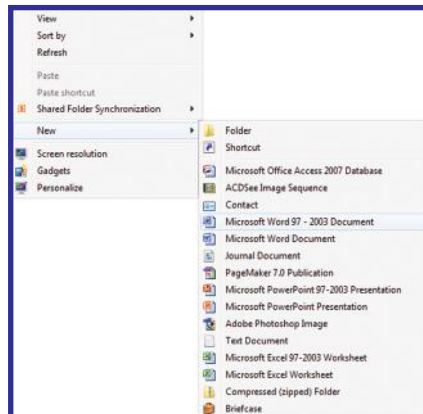 View
Sort by
Refresh
Paste
Paste shortcut
Shared Folder Synchronization
New
Screen resolution
Gadgets
Personalize
Folder
Shortcut
Microsoft Office Access 2007 Database
ACDSee Image Sequence
Contact
Microsoft Word 97 - 2003 Document
Microsoft Word Document
Journal Document
PageMaker 7.0 Publication
Microsoft PowerPoint 97-2003 Presentation
Microsoft PowerPoint Presentation
Adobe Photoshop Image
Text Document
Microsoft Excel 97-2003 Worksheet
Microsoft Excel Worksheet
Compressed (zipped) Folder
Briefcase